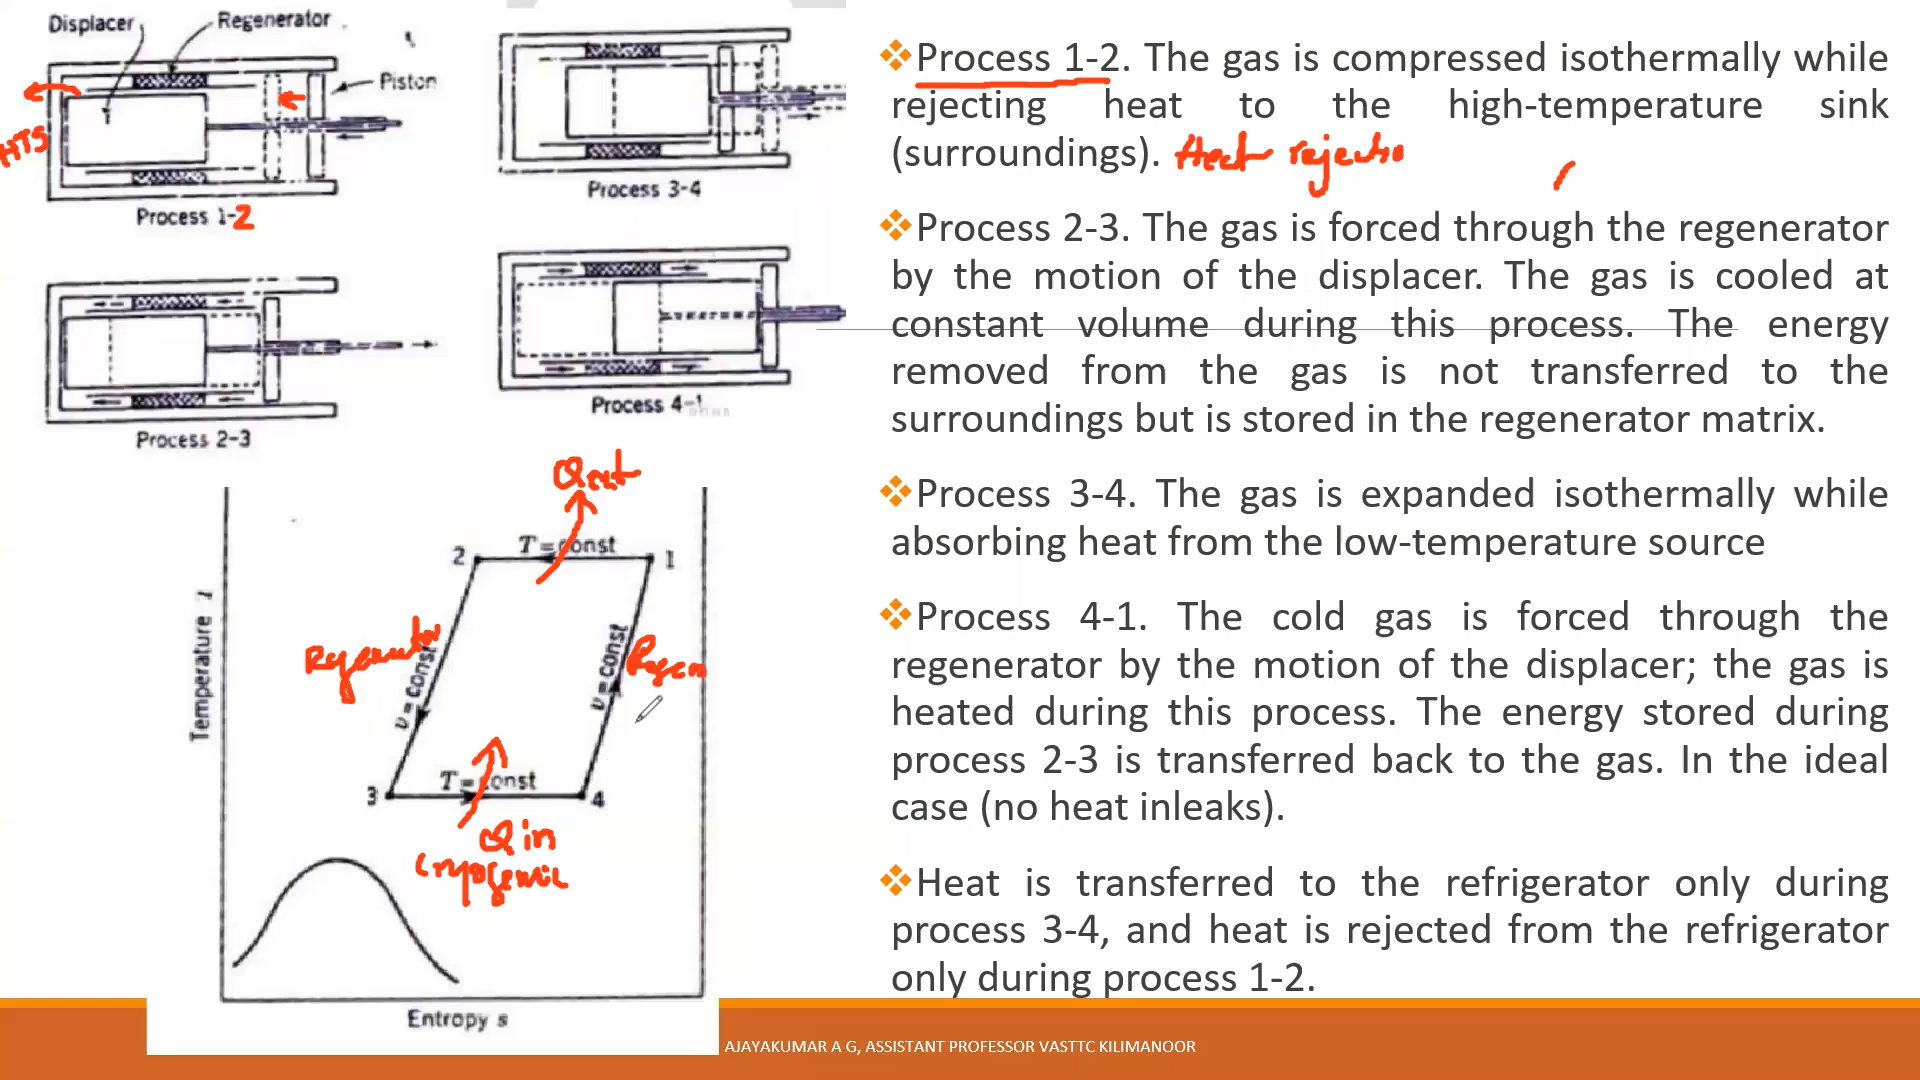 Displacer
Regenerator
Piston
HTS
Process 1-2
Process 3-4
Process 2-3
Process 4-1
Qout
T = const
2
1
Regenerator
v = const
v = const
Regen
Temperature T
T = const
3
4
Q in
cryogenic
Entropy s
❖Process 1-2. The gas is compressed isothermally while
rejecting heat to the high-temperature sink
(surroundings). Heat rejectio
❖Process 2-3. The gas is forced through the regenerator
by the motion of the displacer. The gas is cooled at
constant volume during this process. The energy
removed from the gas is not transferred to the
surroundings but is stored in the regenerator matrix.
❖Process 3-4. The gas is expanded isothermally while
absorbing heat from the low-temperature source
❖Process 4-1. The cold gas is forced through the
regenerator by the motion of the displacer; the gas is
heated during this process. The energy stored during
process 2-3 is transferred back to the gas. In the ideal
case (no heat inleaks).
❖Heat is transferred to the refrigerator only during
process 3-4, and heat is rejected from the refrigerator
only during process 1-2.
AJAYAKUMAR A G, ASSISTANT PROFESSOR VASTTC KILIMANOOR